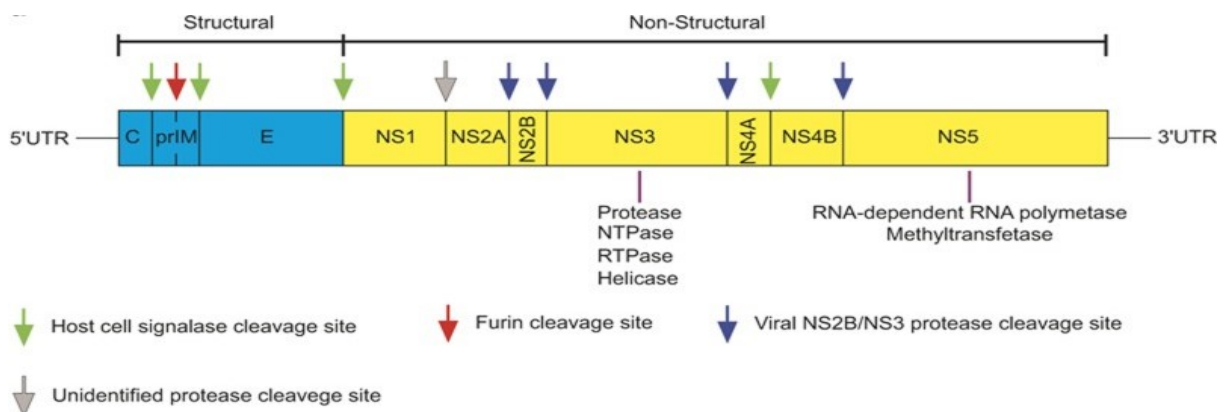 Structural
Non-Structural
5'UTR
C
prIM
E
NS1
NS2A
NS2B
NS3
NS4A
NS4B
NS5
3'UTR
Protease
NTPase
RTPase
Helicase
RNA-dependent RNA polymetase
Methyltransfetase
Host cell signalase cleavage site
Furin cleavage site
Viral NS2B/NS3 protease cleavage site
Unidentified protease cleavege site